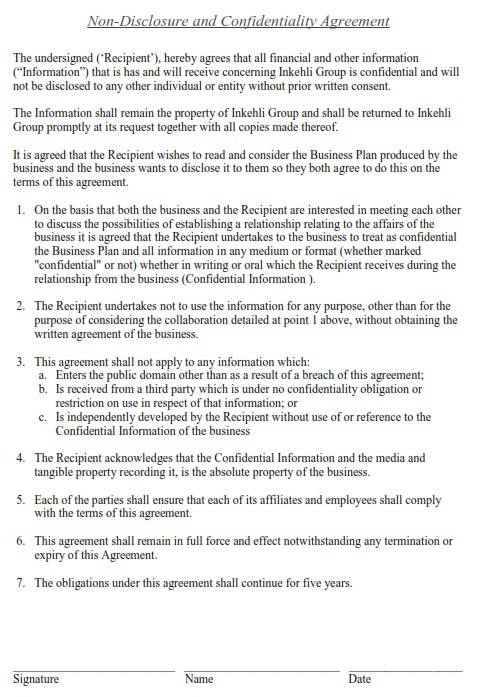 Non-Disclosure and Confidentiality Agreement
The undersigned (‘Recipient’), hereby agrees that all financial and other information
(“Information”) that is has and will receive concerning Inkehli Group is confidential and will
not be disclosed to any other individual or entity without prior written consent.
The Information shall remain the property of Inkehli Group and shall be returned to Inkehli
Group promptly at its request together with all copies made thereof.
It is agreed that the Recipient wishes to read and consider the Business Plan produced by the
business and the business wants to disclose it to them so they both agree to do this on the
terms of this agreement.
1. On the basis that both the business and the Recipient are interested in meeting each other
to discuss the possibilities of establishing a relationship relating to the affairs of the
business it is agreed that the Recipient undertakes to the business to treat as confidential
the Business Plan and all information in any medium or format (whether marked
"confidential" or not) whether in writing or oral which the Recipient receives during the
relationship from the business (Confidential Information ).
2. The Recipient undertakes not to use the information for any purpose, other than for the
purpose of considering the collaboration detailed at point 1 above, without obtaining the
written agreement of the business.
3. This agreement shall not apply to any information which:
a. Enters the public domain other than as a result of a breach of this agreement;
b. Is received from a third party which is under no confidentiality obligation or
restriction on use in respect of that information; or
c. Is independently developed by the Recipient without use of or reference to the
Confidential Information of the business
4. The Recipient acknowledges that the Confidential Information and the media and
tangible property recording it, is the absolute property of the business.
5. Each of the parties shall ensure that each of its affiliates and employees shall comply
with the terms of this agreement.
6. This agreement shall remain in full force and effect notwithstanding any termination or
expiry of this Agreement.
7. The obligations under this agreement shall continue for five years.
Signature Name Date